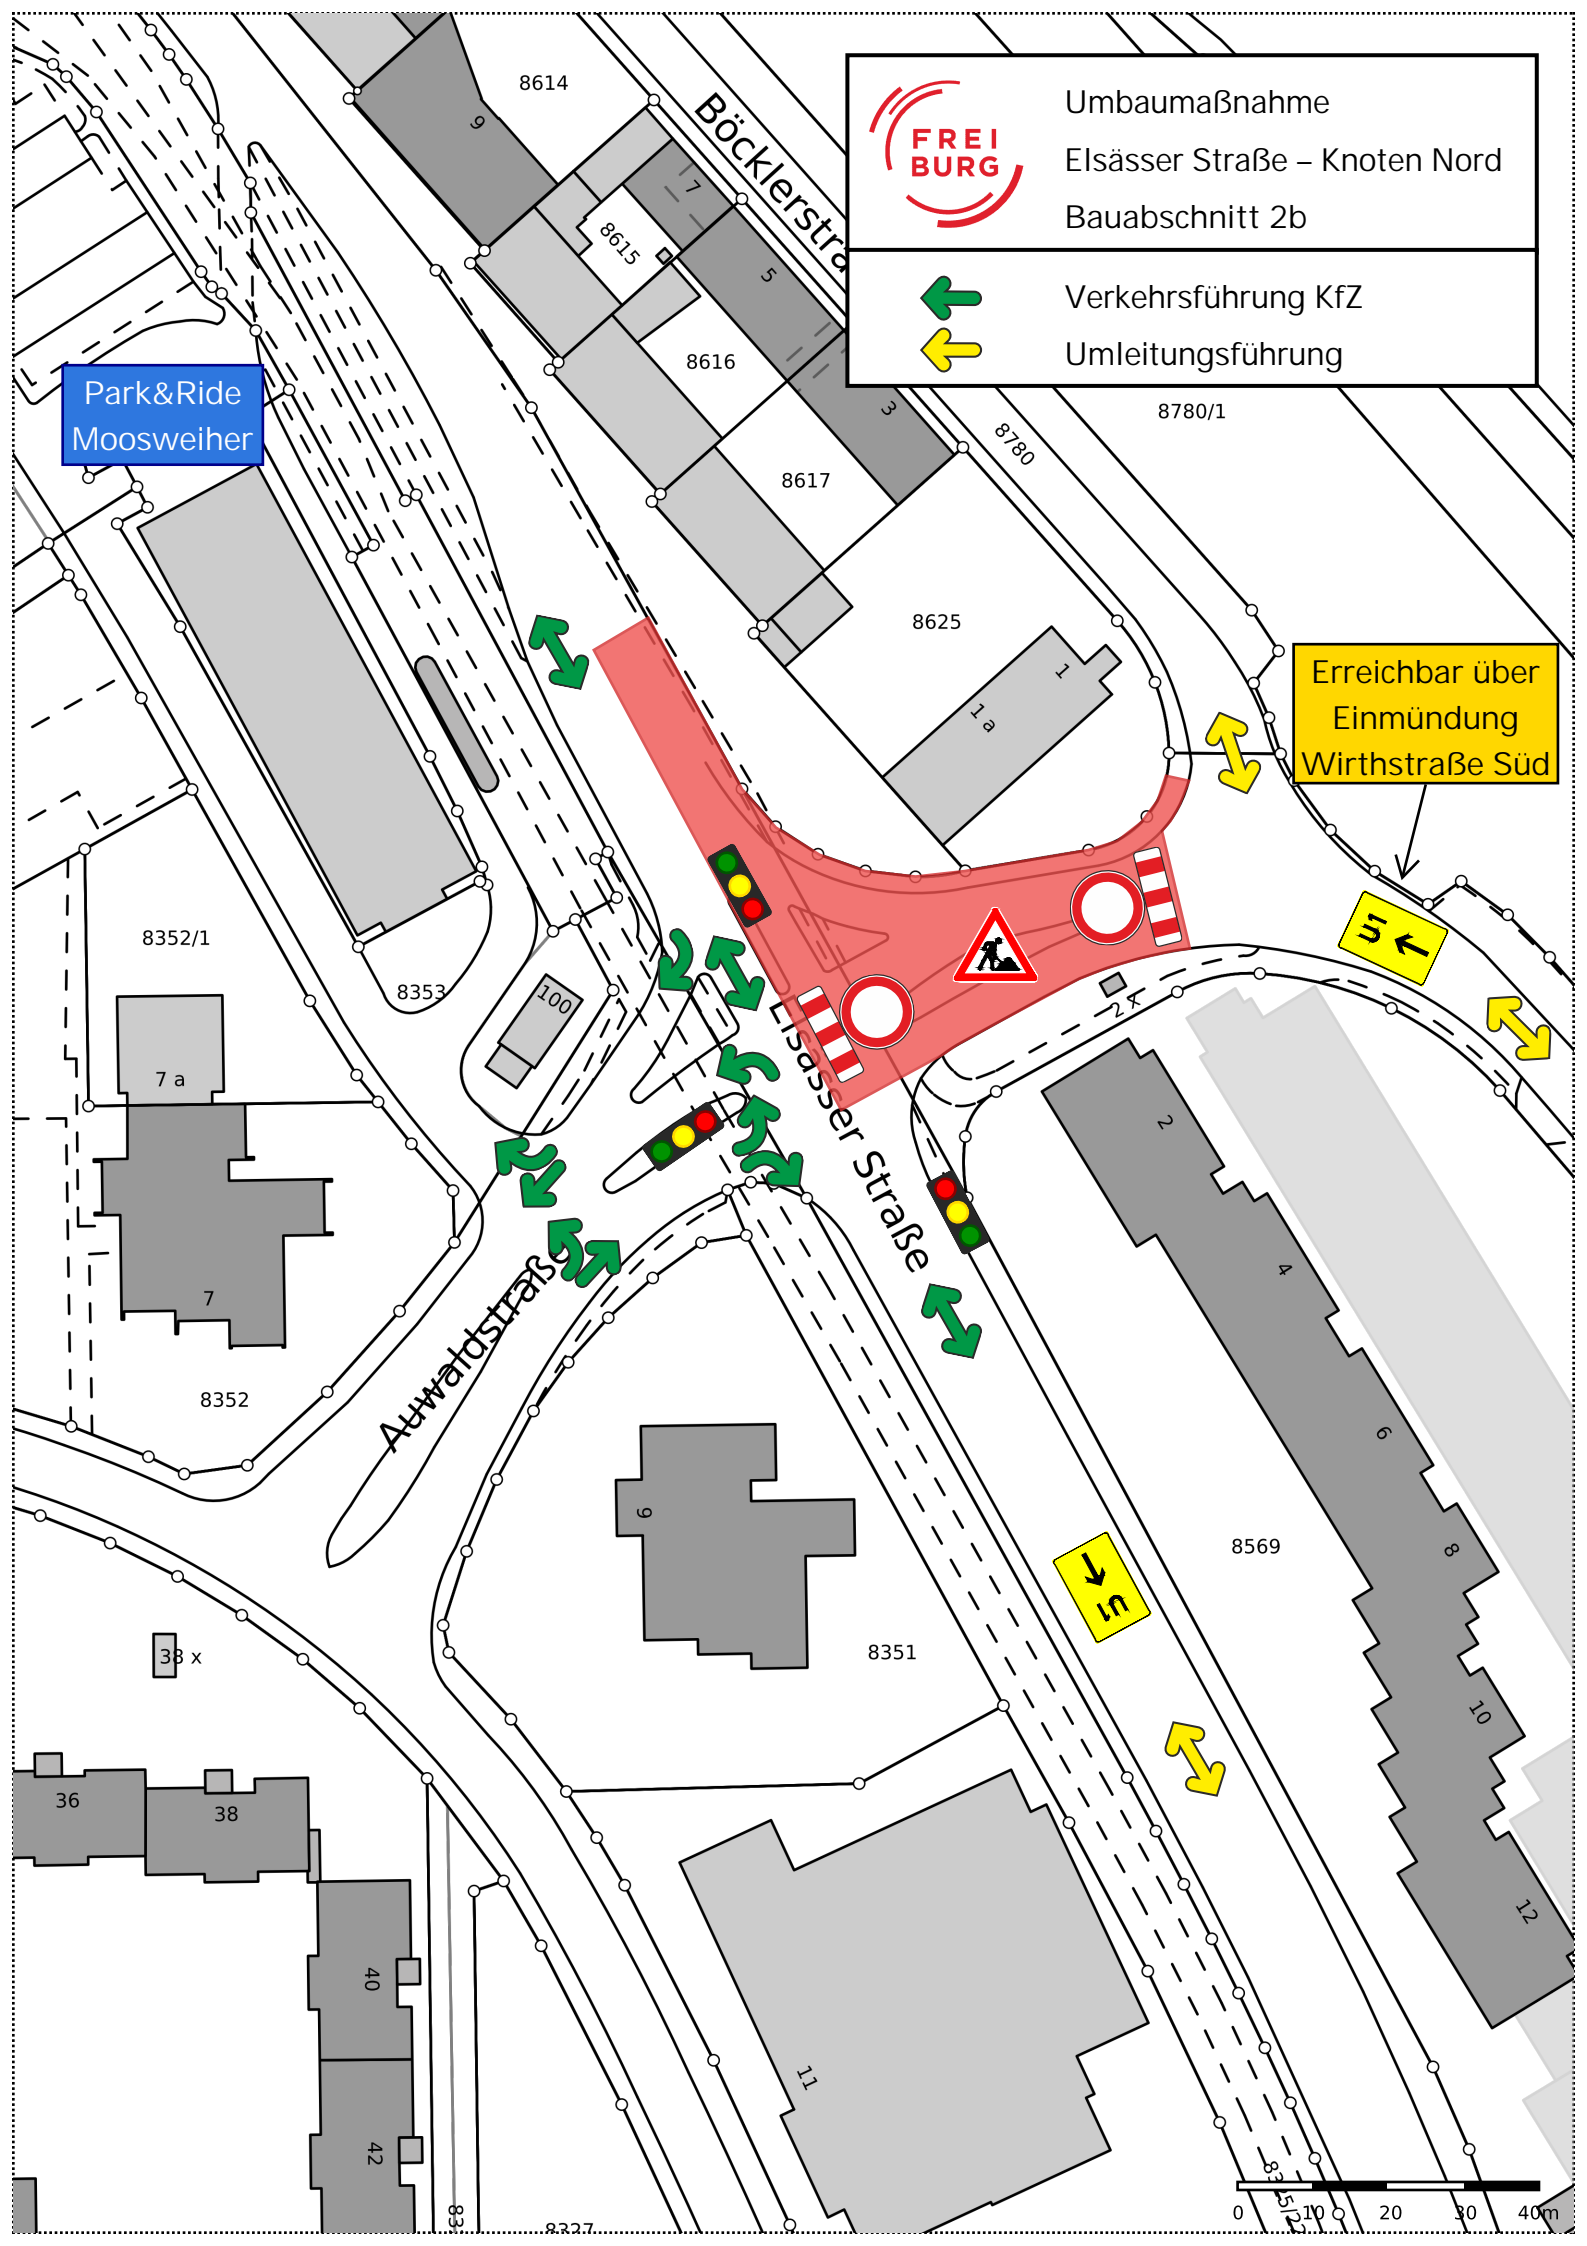 FREI
BURG
Umbaumaßnahme
Elsässer Straße – Knoten Nord
Bauabschnitt 2b
Verkehrsführung KfZ
Umleitungsführung
8614
9
Böcklerstra
7
8615
5
8616
3
8780
8780/1
Park&Ride
Moosweiher
8617
8625
1
1 a
Erreichbar über
Einmündung
Wirthstraße Süd
U1
8352/1
8353
100
7 a
7
8352
Elsässer Straße
Auwaldstraße
2 x
2
4
6
8
10
12
9
8569
U1
8351
38 x
36
38
40
42
11
83
8327
0
10
20
30
40m